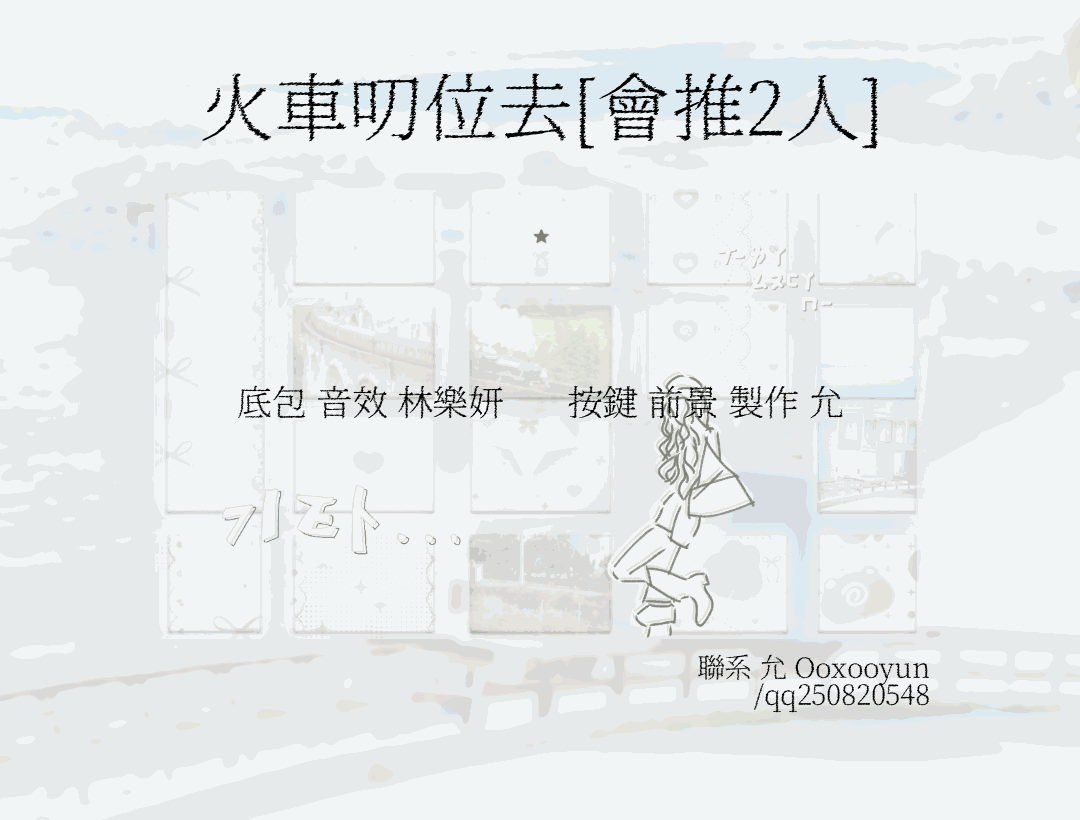 火車叨位去[會推2人]
底包 音效 林樂妍 按鍵 前景 製作 允
기타...
聯系 允 Ooxooyun
/qq250820548